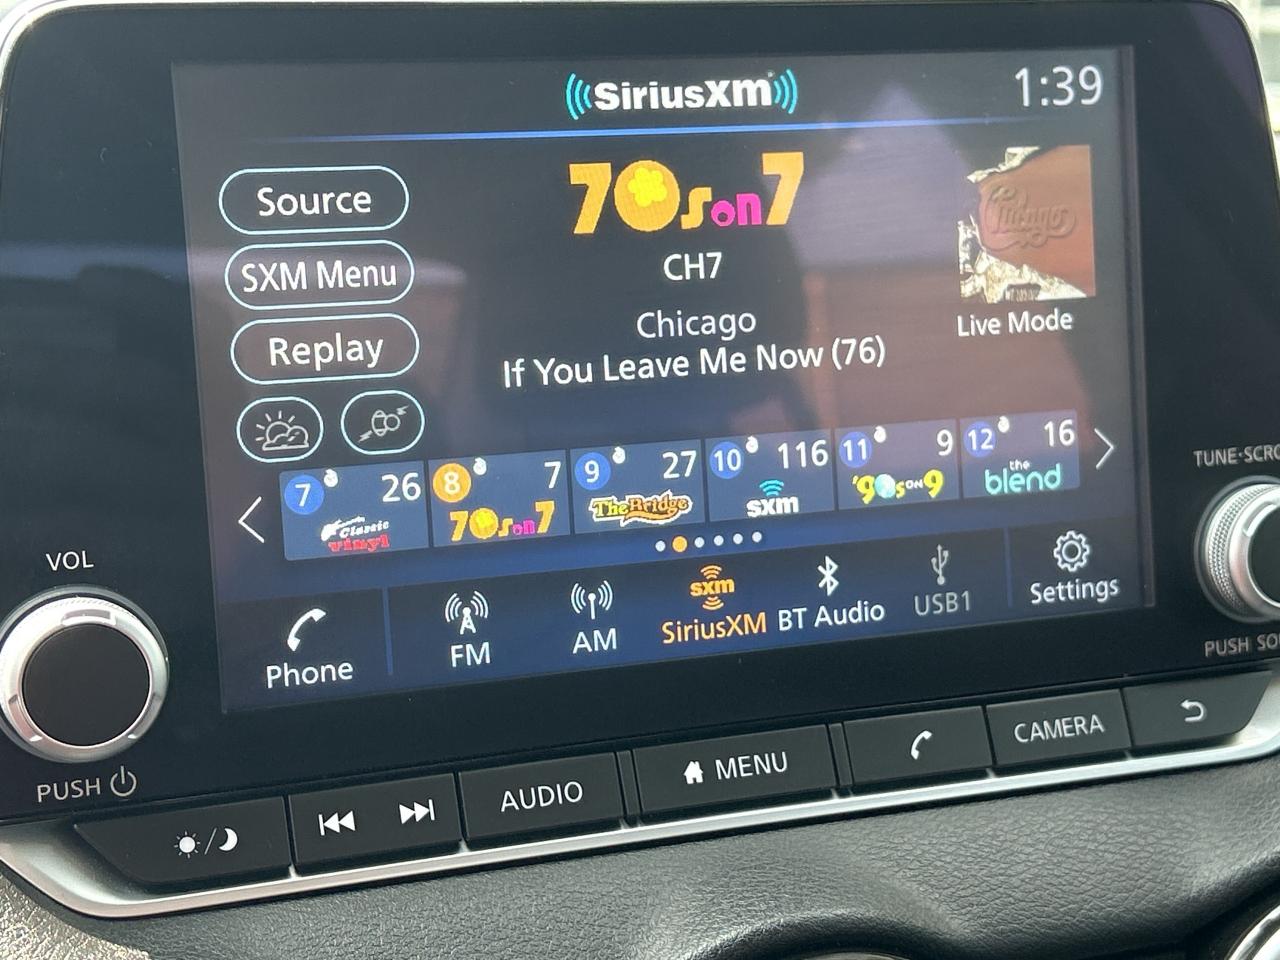 SiriusXM
1:39
Source
70s on 7
Chicago
SXM Menu
CH7
Live Mode
Replay
Chicago
If You Leave Me Now (76)
7 26
8 7
9 27
10 116
11 9
12 16
Classic Vinyl
70s on 7
The Bridge
sxm
'90s ON 9
the blend
Phone
FM
AM
sxm
SiriusXM
BT Audio
USB1
Settings
VOL
PUSH
TUNE·SCRO
PUSH SO
AUDIO
MENU
CAMERA